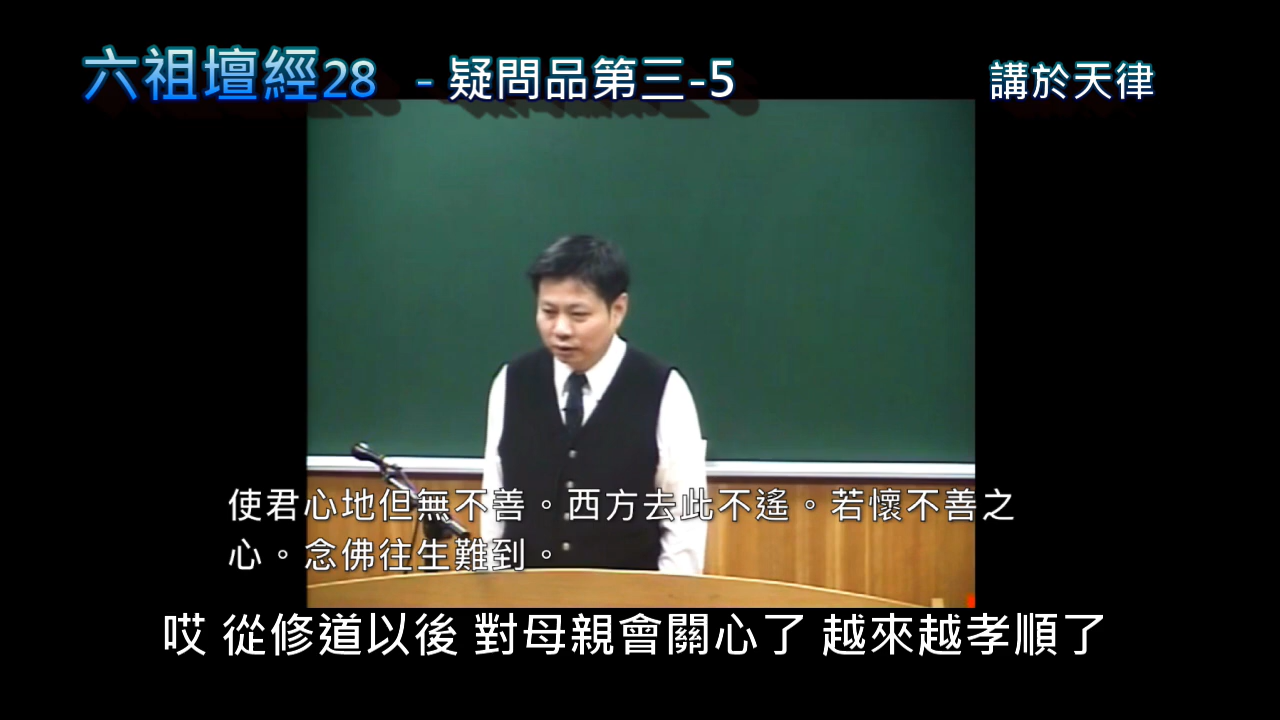 六祖壇經28 - 疑問品第三-5 講於天律
使君心地但無不善。西方去此不遙。若懷不善之
心。念佛往生難到。
哎 從修道以後 對母親會關心了 越來越孝順了